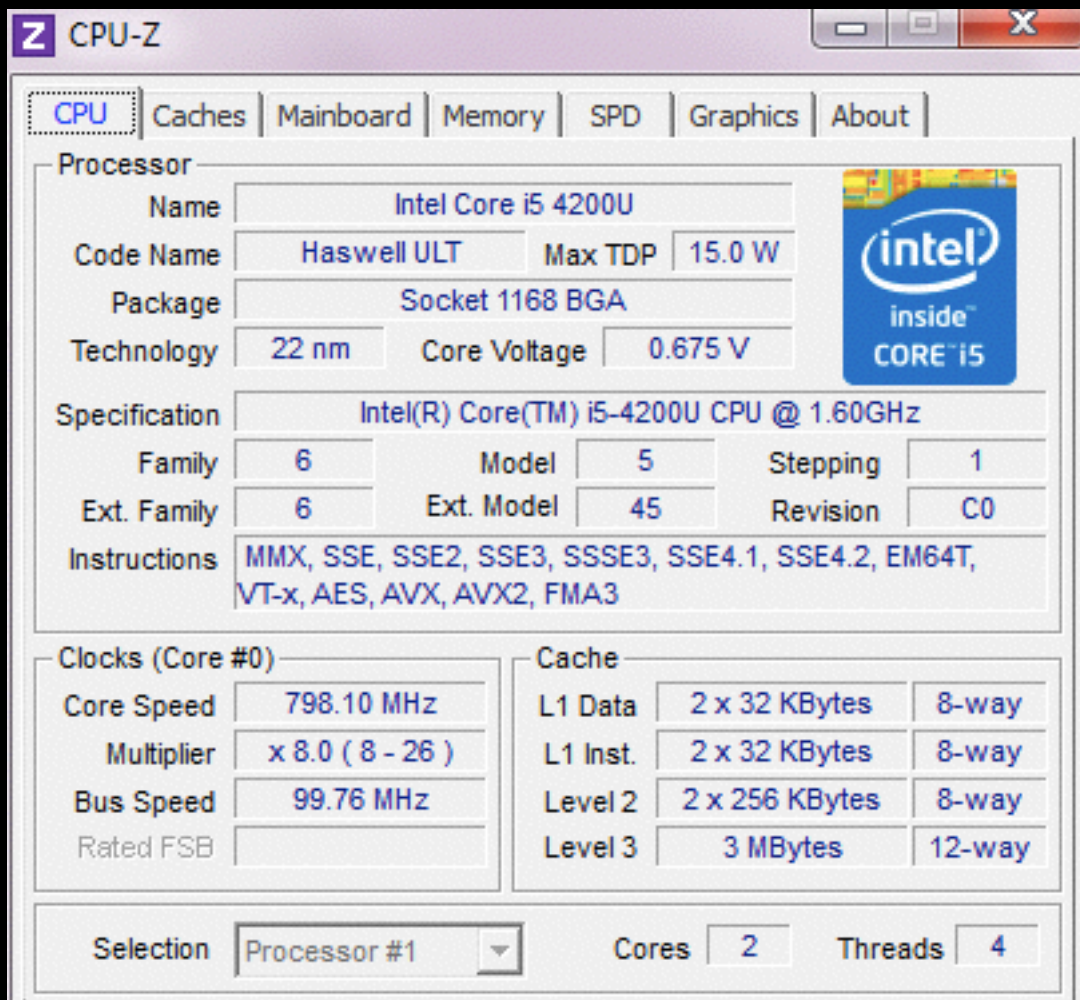 Z CPU-Z
CPU Caches Mainboard Memory SPD Graphics About
Processor
Name Intel Core i5 4200U
Code Name Haswell ULT Max TDP 15.0 W
Package Socket 1168 BGA
Technology 22 nm Core Voltage 0.675 V
intel®
inside™
CORE™ i5
Specification Intel(R) Core(TM) i5-4200U CPU @ 1.60GHz
Family 6 Model 5 Stepping 1
Ext. Family 6 Ext. Model 45 Revision C0
Instructions MMX, SSE, SSE2, SSE3, SSSE3, SSE4.1, SSE4.2, EM64T,
VT-x, AES, AVX, AVX2, FMA3
Clocks (Core #0)
Core Speed 798.10 MHz
Multiplier x 8.0 ( 8 - 26 )
Bus Speed 99.76 MHz
Rated FSB
Cache
L1 Data 2 x 32 KBytes 8-way
L1 Inst. 2 x 32 KBytes 8-way
Level 2 2 x 256 KBytes 8-way
Level 3 3 MBytes 12-way
Selection Processor #1 Cores 2 Threads 4